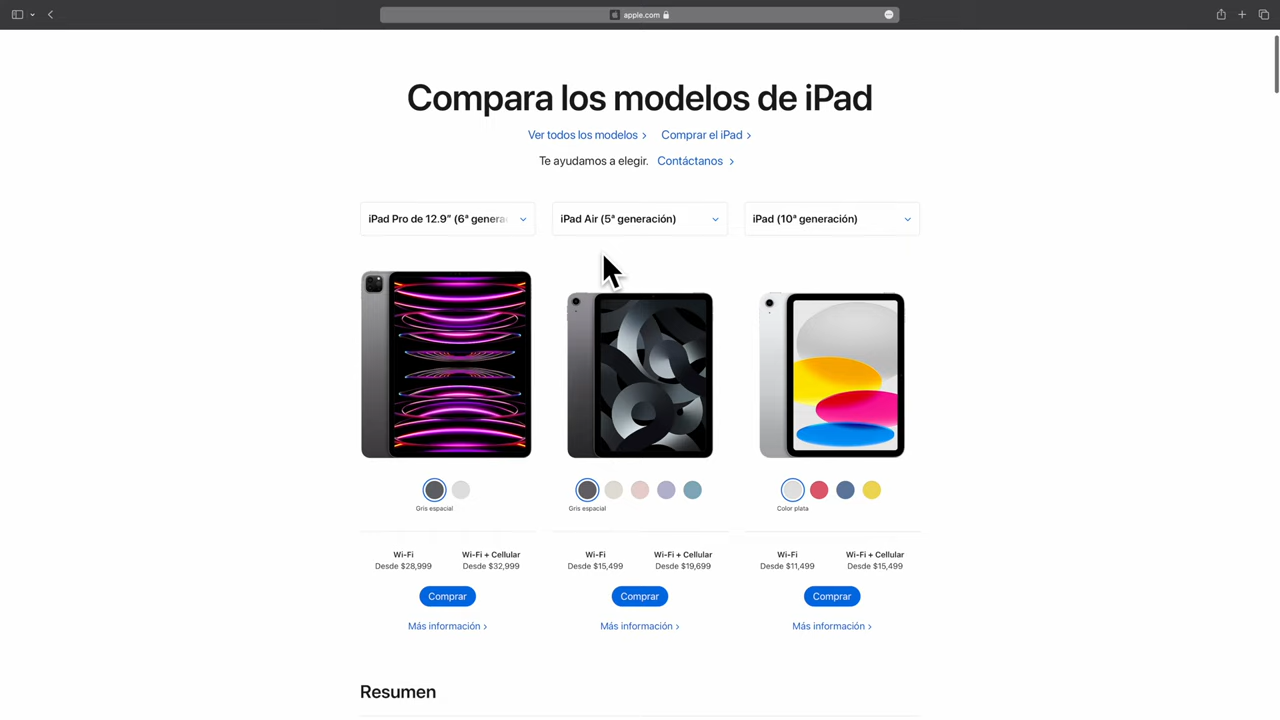 apple.com
Compara los modelos de iPad
Ver todos los modelos > Comprar el iPad >
Te ayudamos a elegir. Contáctanos >
iPad Pro de 12.9" (6ª genera
iPad Air (5ª generación)
iPad (10ª generación)
Gris espacial
Gris espacial
Color plata
Wi-Fi Wi-Fi + Cellular
Desde $28,999 Desde $32,999
Wi-Fi Wi-Fi + Cellular
Desde $15,499 Desde $19,699
Wi-Fi Wi-Fi + Cellular
Desde $11,499 Desde $15,499
Comprar
Comprar
Comprar
Más información >
Más información >
Más información >
Resumen